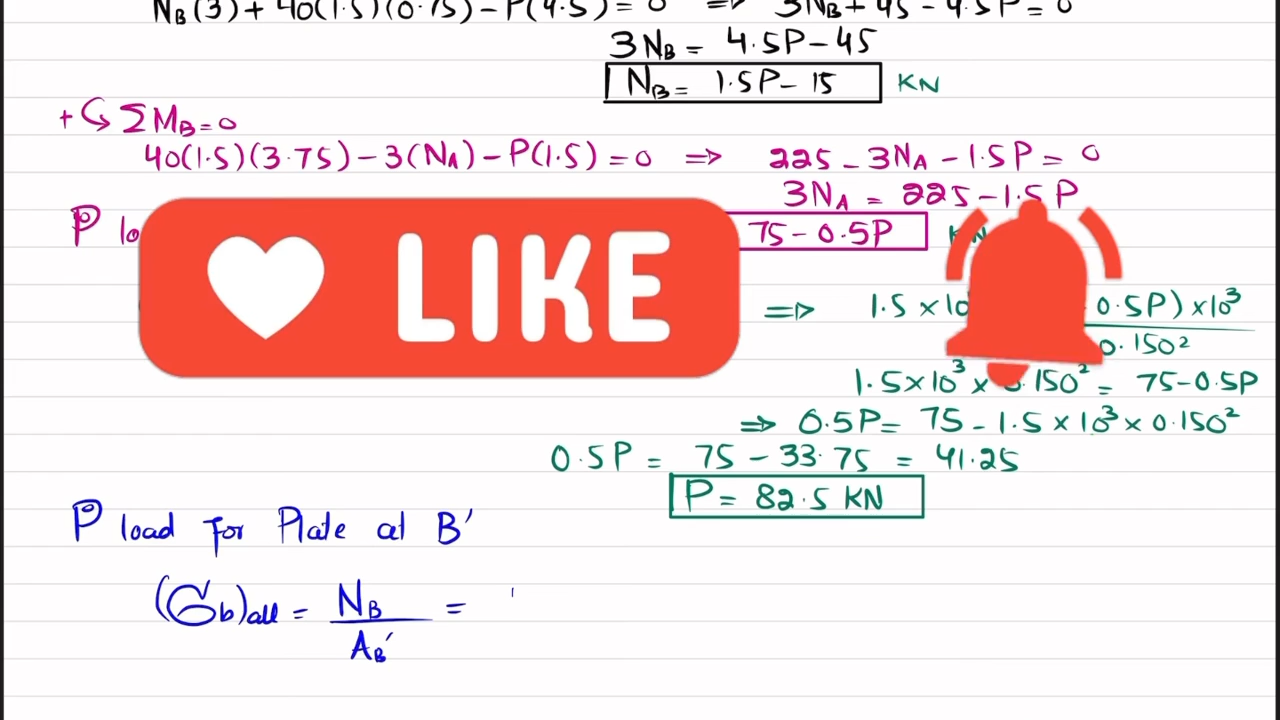 N_B(3) + 40(1.5)(0.75) - P(4.5) = 0 => 3N_B + 45 - 4.5P = 0
3N_B = 4.5P - 45
N_B = 1.5P - 15 KN
+ ↪ ΣM_B = 0
40(1.5)(3.75) - 3(N_A) - P(1.5) = 0 => 225 - 3N_A - 1.5P = 0
3N_A = 225 - 1.5P
P 75 - 0.5P
LIKE
=> 1.5 × 10 0.5P) × 10³
0.150²
1.5 × 10³ × 0.150² = 75 - 0.5P
=> 0.5P = 75 - 1.5 × 10³ × 0.150²
0.5P = 75 - 33.75 = 41.25
P = 82.5 KN
P load for Plate at B'
(σ_b)all = N_B / A_B' =